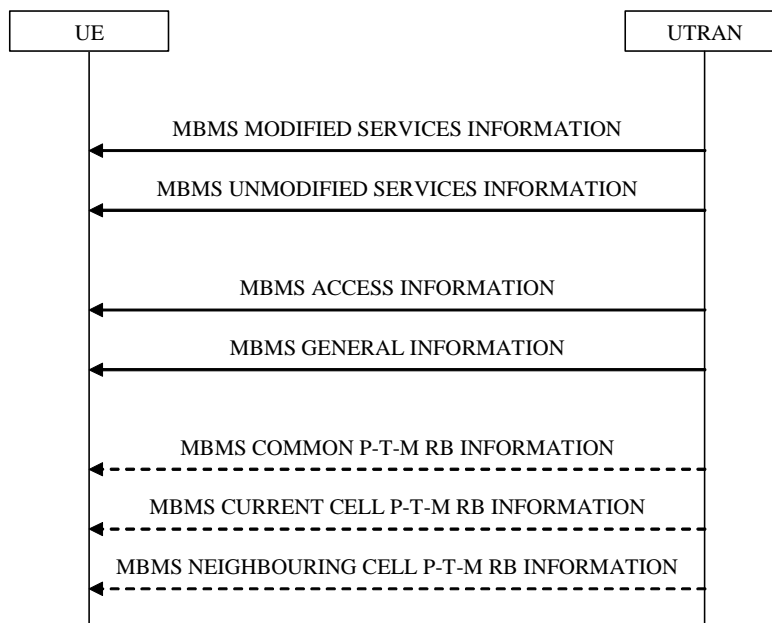 UE
UTRAN
MBMS MODIFIED SERVICES INFORMATION
MBMS UNMODIFIED SERVICES INFORMATION
MBMS ACCESS INFORMATION
MBMS GENERAL INFORMATION
MBMS COMMON P-T-M RB INFORMATION
MBMS CURRENT CELL P-T-M RB INFORMATION
MBMS NEIGHBOURING CELL P-T-M RB INFORMATION